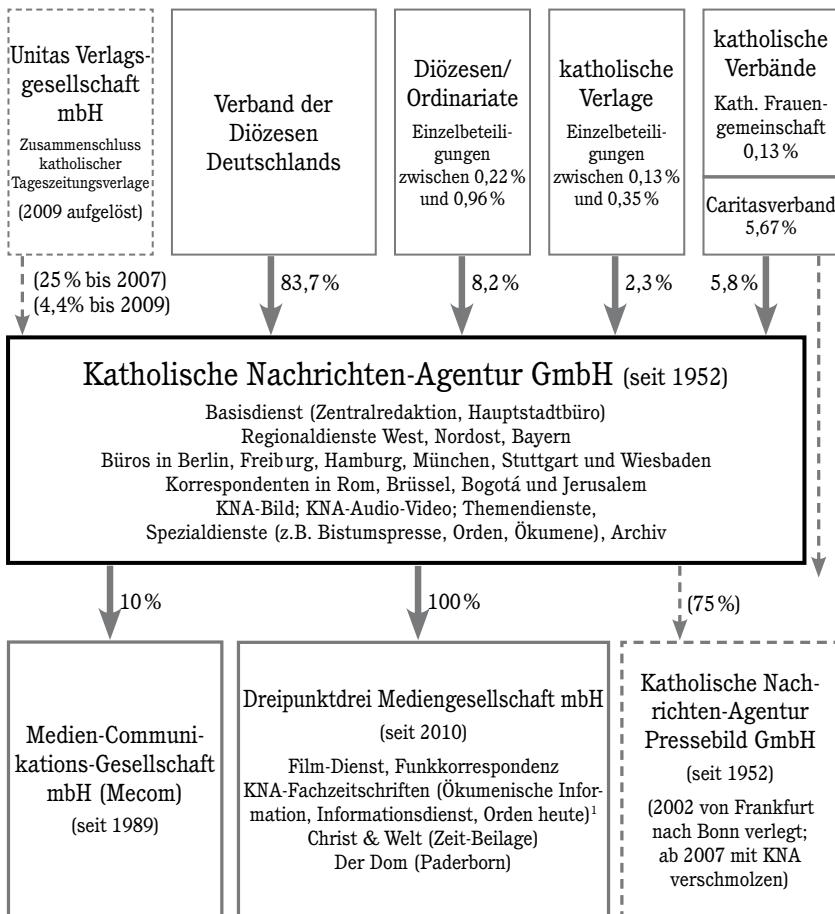 Unitas Verlags-
gesellschaft
mbH
Zusammenschluss
katholischer
Tageszeitungsverlage
(2009 aufgelöst)
Verband der
Diözesen
Deutschlands
Diözesen/
Ordinariate
Einzelbeteili-
gungen
zwischen 0,22 %
und 0,96 %
katholische
Verlage
Einzelbeteili-
gungen
zwischen 0,13 %
und 0,35 %
katholische
Verbände
Kath. Frauen-
gemeinschaft
0,13 %
Caritasverband
5,67 %
(25 % bis 2007)
(4,4% bis 2009)
83,7 %
8,2 %
2,3 %
5,8 %
Katholische Nachrichten-Agentur GmbH (seit 1952)
Basisdienst (Zentralredaktion, Hauptstadtbüro)
Regionaldienste West, Nordost, Bayern
Büros in Berlin, Freiburg, Hamburg, München, Stuttgart und Wiesbaden
Korrespondenten in Rom, Brüssel, Bogotá und Jerusalem
KNA-Bild; KNA-Audio-Video; Themendienste,
Spezialdienste (z.B. Bistumspresse, Orden, Ökumene), Archiv
10 %
100 %
(75 %)
Medien-Communi-
kations-Gesellschaft
mbH (Mecom)
(seit 1989)
Dreipunktdrei Mediengesellschaft mbH
(seit 2010)
Film-Dienst, Funkkorrespondenz
KNA-Fachzeitschriften (Ökumenische Infor-
mation, Informationsdienst, Orden heute)¹
Christ & Welt (Zeit-Beilage)
Der Dom (Paderborn)
Katholische Nach-
richten-Agentur
Pressebild GmbH
(seit 1952)
(2002 von Frankfurt
nach Bonn verlegt;
ab 2007 mit KNA
verschmolzen)